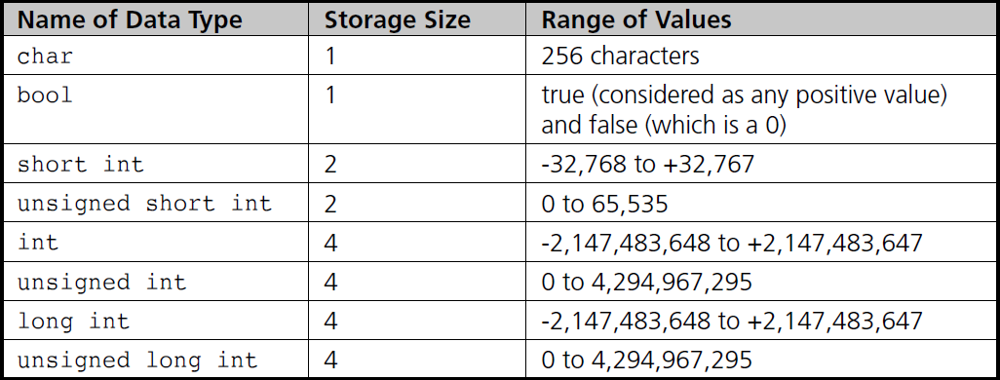 Name of Data Type Storage Size Range of Values
char 1 256 characters
bool 1 true (considered as any positive value)
and false (which is a 0)
short int 2 -32,768 to +32,767
unsigned short int 2 0 to 65,535
int 4 -2,147,483,648 to +2,147,483,647
unsigned int 4 0 to 4,294,967,295
long int 4 -2,147,483,648 to +2,147,483,647
unsigned long int 4 0 to 4,294,967,295